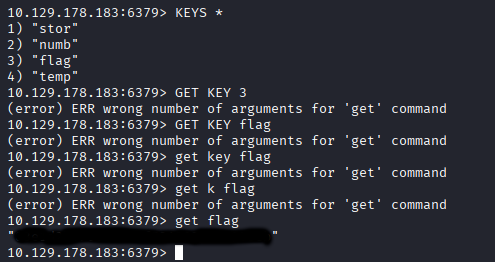 10.129.178.183:6379> KEYS *
1) "stor"
2) "numb"
3) "flag"
4) "temp"
10.129.178.183:6379> GET KEY 3
(error) ERR wrong number of arguments for 'get' command
10.129.178.183:6379> GET KEY flag
(error) ERR wrong number of arguments for 'get' command
10.129.178.183:6379> get key flag
(error) ERR wrong number of arguments for 'get' command
10.129.178.183:6379> get k flag
(error) ERR wrong number of arguments for 'get' command
10.129.178.183:6379> get flag
" "
10.129.178.183:6379>